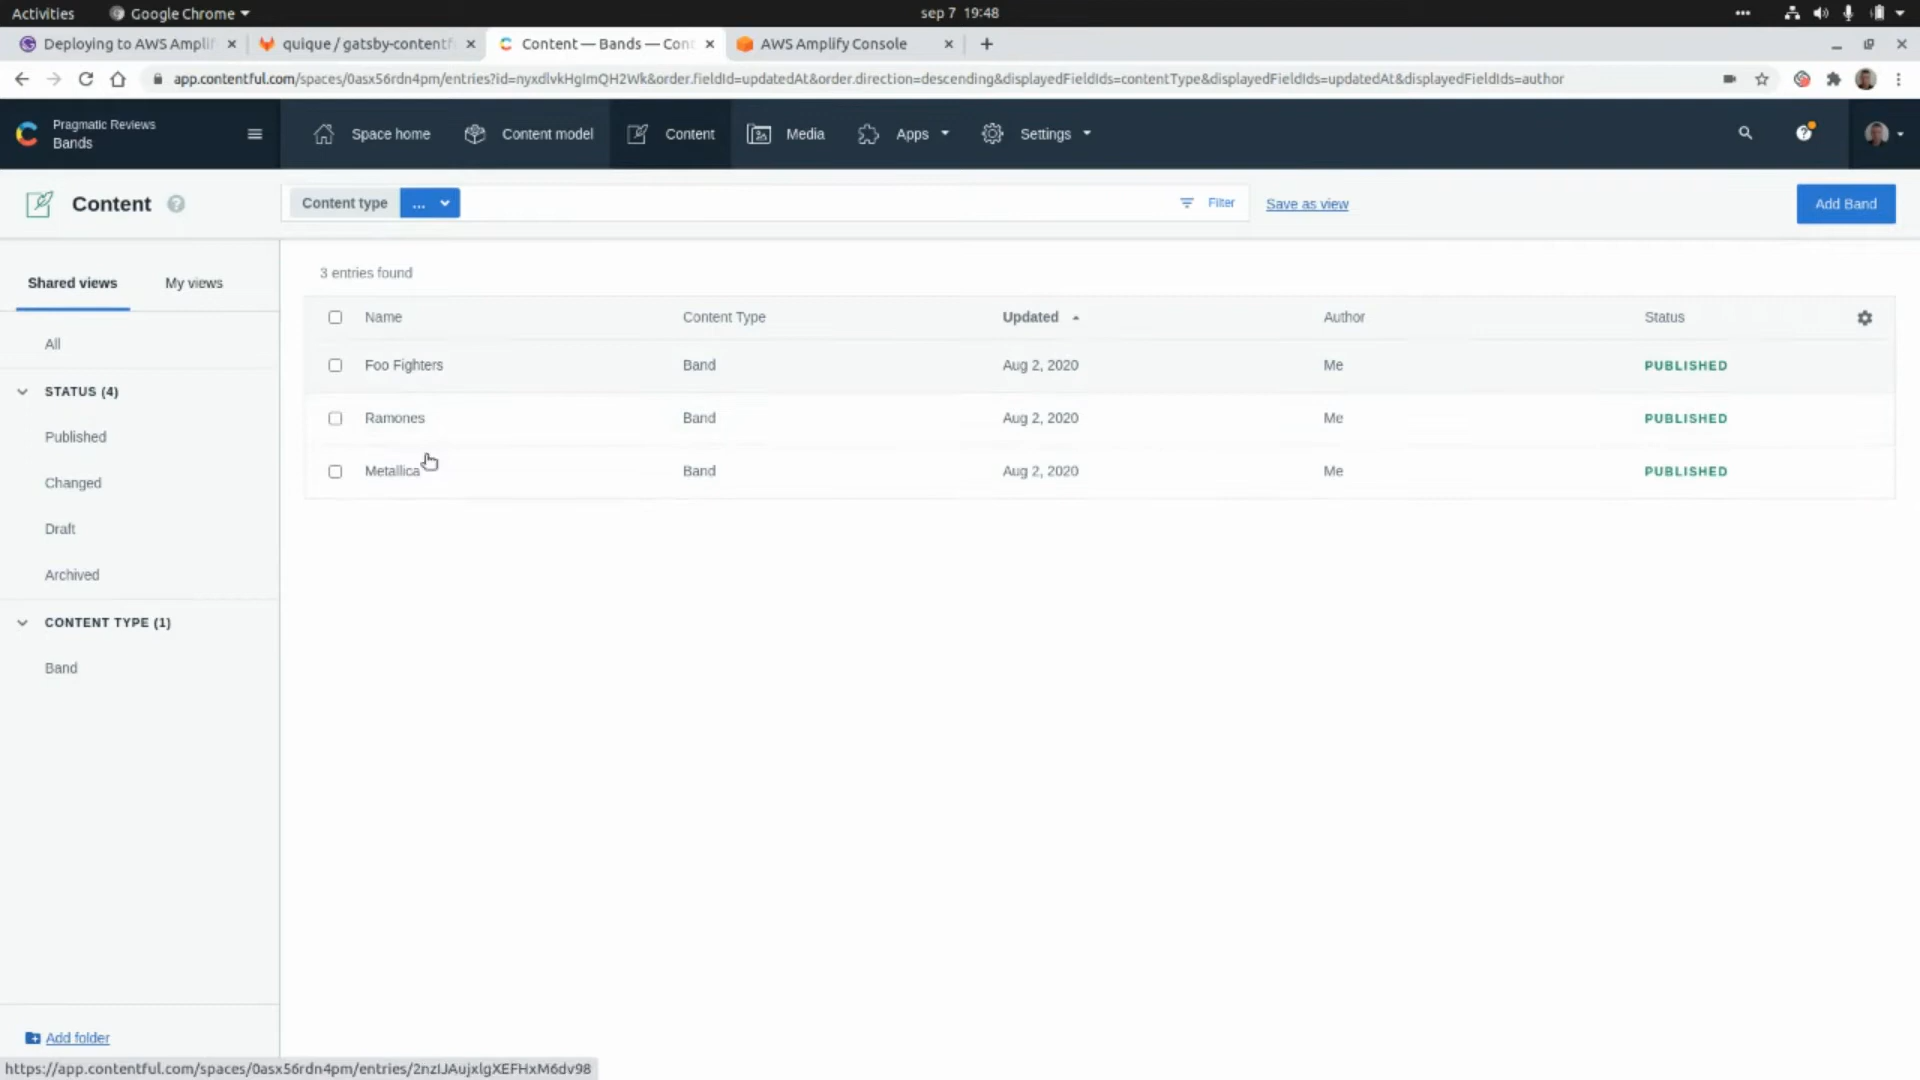 Activities Google Chrome sep 7 19:48
Deploying to AWS Ampli quique / gatsby-contentf Content — Bands — Con AWS Amplify Console
app.contentful.com/spaces/0asx56rdn4pm/entries?id=nyxdlvkHgImQH2Wk&order.fieldId=updatedAt&order.direction=descending&displayedFieldIds=contentType&displayedFieldIds=updatedAt&displayedFieldIds=author
Pragmatic Reviews
Bands
Space home Content model Content Media Apps Settings
Content Content type ... Filter Save as view Add Band
Shared views My views
3 entries found
Name Content Type Updated Author Status
All
Foo Fighters Band Aug 2, 2020 Me PUBLISHED
STATUS (4)
Ramones Band Aug 2, 2020 Me PUBLISHED
Published
Metallica Band Aug 2, 2020 Me PUBLISHED
Changed
Draft
Archived
CONTENT TYPE (1)
Band
Add folder
https://app.contentful.com/spaces/0asx56rdn4pm/entries/2nzIJAujxlgXEFHxM6dv98